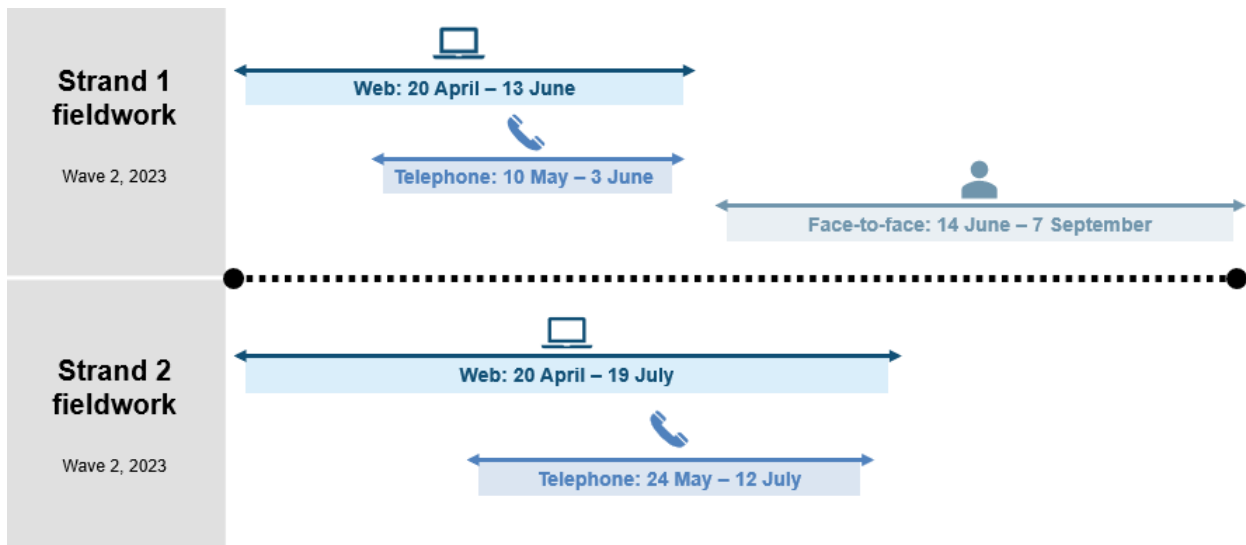 Strand 1
fieldwork
Wave 2, 2023
Web: 20 April – 13 June
Telephone: 10 May – 3 June
Face-to-face: 14 June – 7 September
Strand 2
fieldwork
Wave 2, 2023
Web: 20 April – 19 July
Telephone: 24 May – 12 July